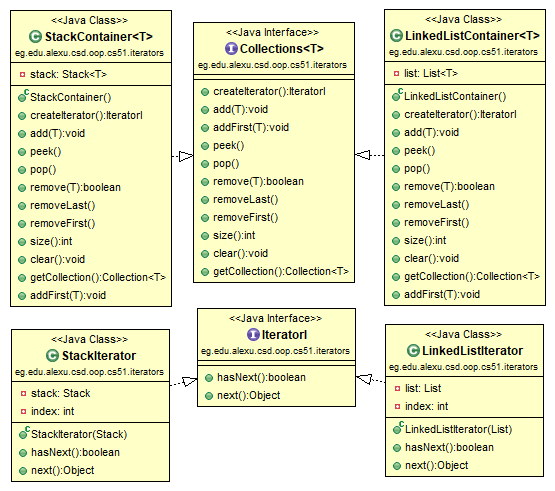 <<Java Class>>
StackContainer<T>
eg.edu.alexu.csd.oop.cs51.iterators
stack: Stack<T>
StackContainer()
createIterator():IteratorI
add(T):void
peek()
pop()
remove(T):boolean
removeLast()
removeFirst()
size():int
clear():void
getCollection():Collection<T>
addFirst(T):void
<<Java Interface>>
Collections<T>
eg.edu.alexu.csd.oop.cs51.iterators
createIterator():IteratorI
add(T):void
addFirst(T):void
peek()
pop()
remove(T):boolean
removeLast()
removeFirst()
size():int
clear():void
getCollection():Collection<T>
<<Java Class>>
LinkedListContainer<T>
eg.edu.alexu.csd.oop.cs51.iterators
list: List<T>
LinkedListContainer()
createIterator():IteratorI
add(T):void
peek()
pop()
remove(T):boolean
removeLast()
removeFirst()
size():int
clear():void
getCollection():Collection<T>
addFirst(T):void
<<Java Class>>
StackIterator
eg.edu.alexu.csd.oop.cs51.iterators
stack: Stack
index: int
StackIterator(Stack)
hasNext():boolean
next():Object
<<Java Interface>>
IteratorI
eg.edu.alexu.csd.oop.cs51.iterators
hasNext():boolean
next():Object
<<Java Class>>
LinkedListIterator
eg.edu.alexu.csd.oop.cs51.iterators
list: List
index: int
LinkedListIterator(List)
hasNext():boolean
next():Object